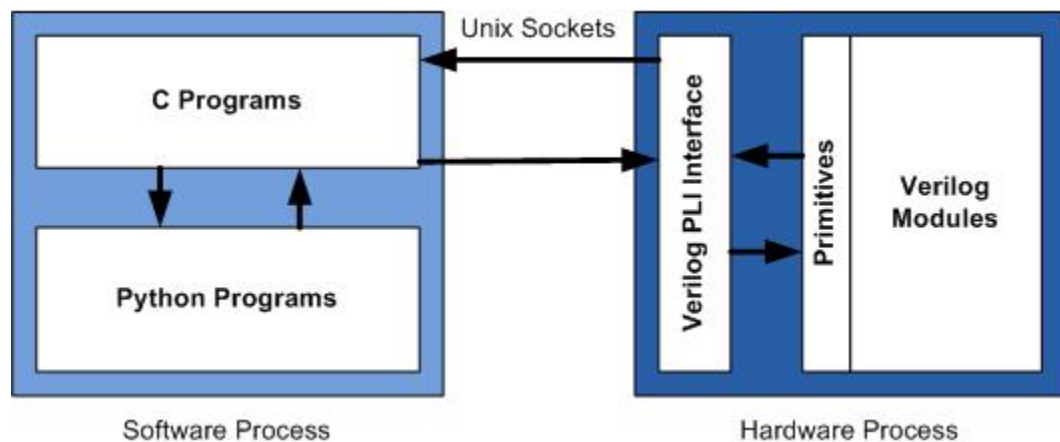 Unix Sockets
C Programs
Python Programs
Verilog PLI Interface
Primitives
Verilog
Modules
Software Process
Hardware Process